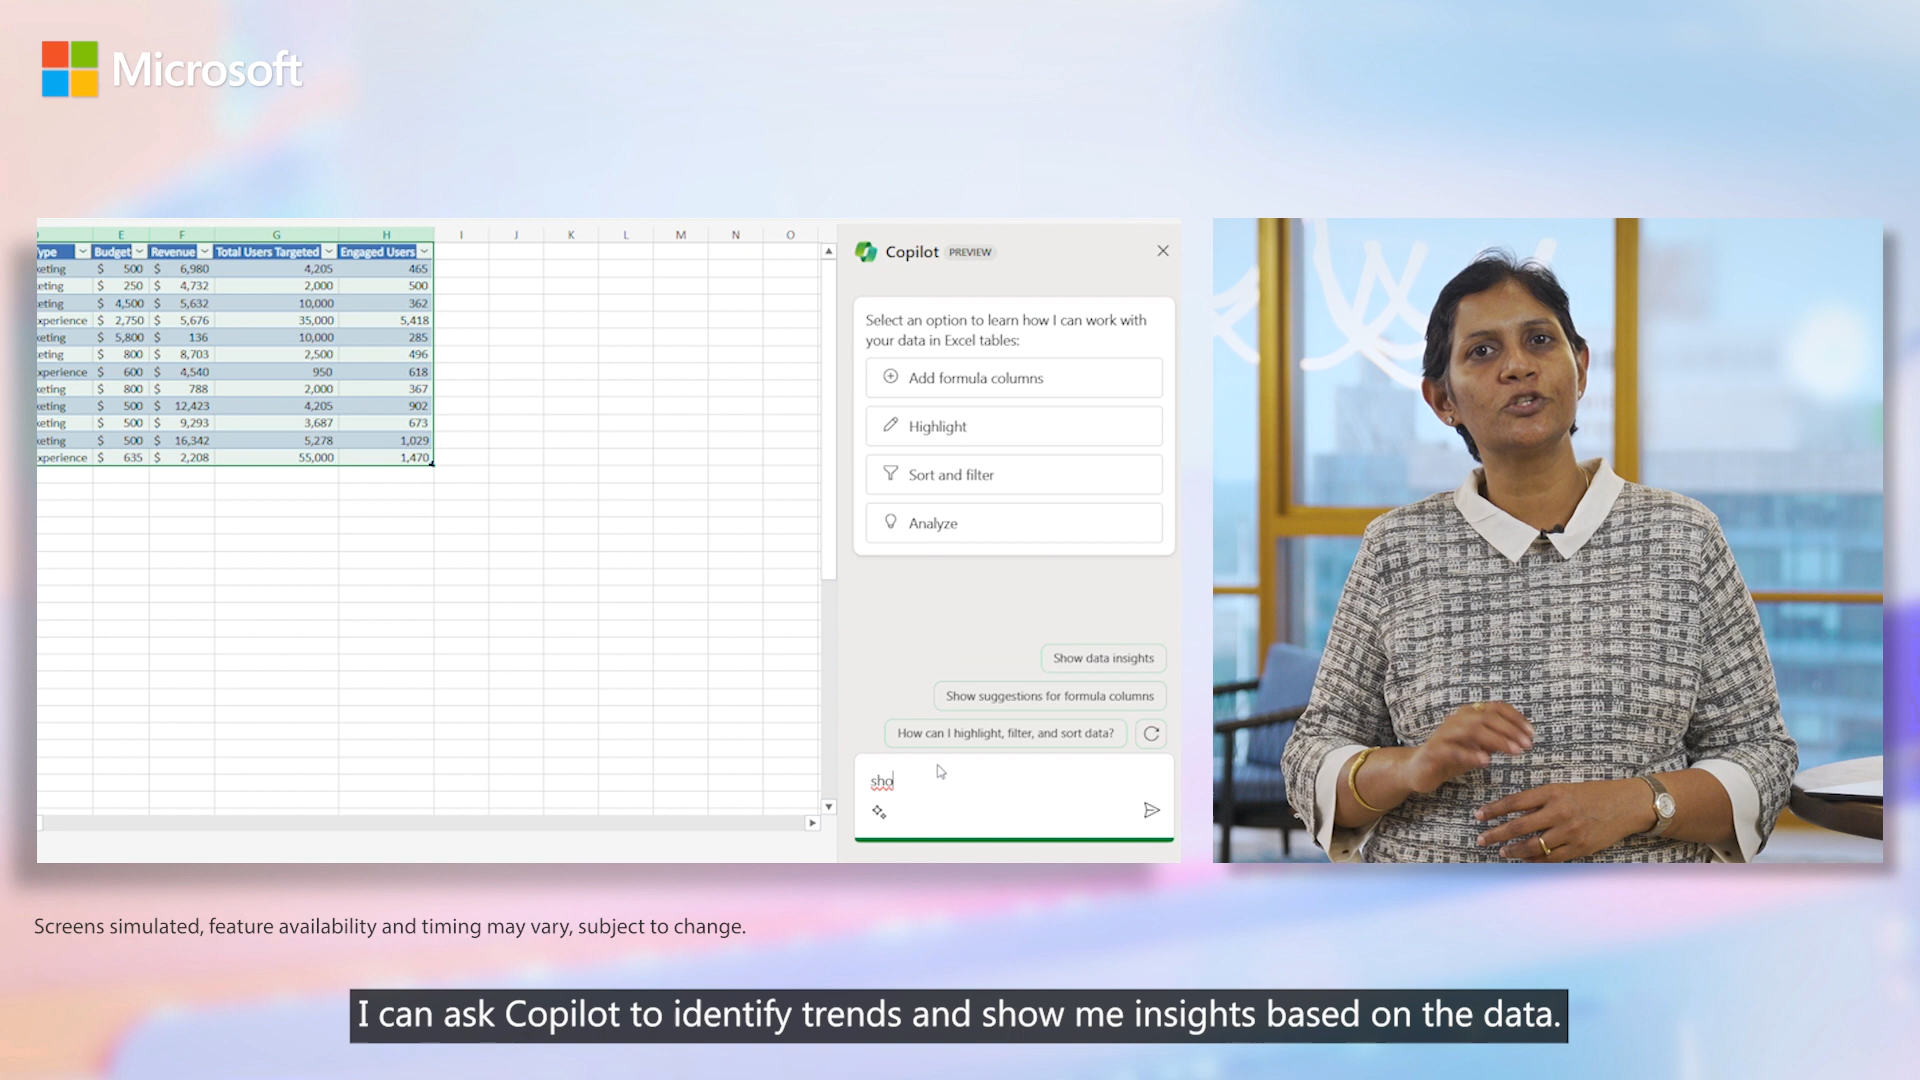 Microsoft
E F G H I J K L M N O
ype Budget Revenue Total Users Targeted Engaged Users
keting $ 500 $ 6,980 4,205 465
eting $ 250 $ 4,732 2,000 500
eting $ 4,500 $ 5,632 10,000 362
xperience $ 2,750 $ 5,676 35,000 5,418
keting $ 5,800 $ 136 10,000 285
eting $ 800 $ 8,703 2,500 496
xperience $ 600 $ 4,540 950 618
keting $ 800 $ 788 2,000 367
keting $ 500 $ 12,423 4,205 902
keting $ 500 $ 9,293 3,687 673
keting $ 500 $ 16,342 5,278 1,029
xperience $ 635 $ 2,208 55,000 1,470
Copilot PREVIEW
Select an option to learn how I can work with
your data in Excel tables:
Add formula columns
Highlight
Sort and filter
Analyze
Show data insights
Show suggestions for formula columns
How can I highlight, filter, and sort data?
sho
Screens simulated, feature availability and timing may vary, subject to change.
I can ask Copilot to identify trends and show me insights based on the data.